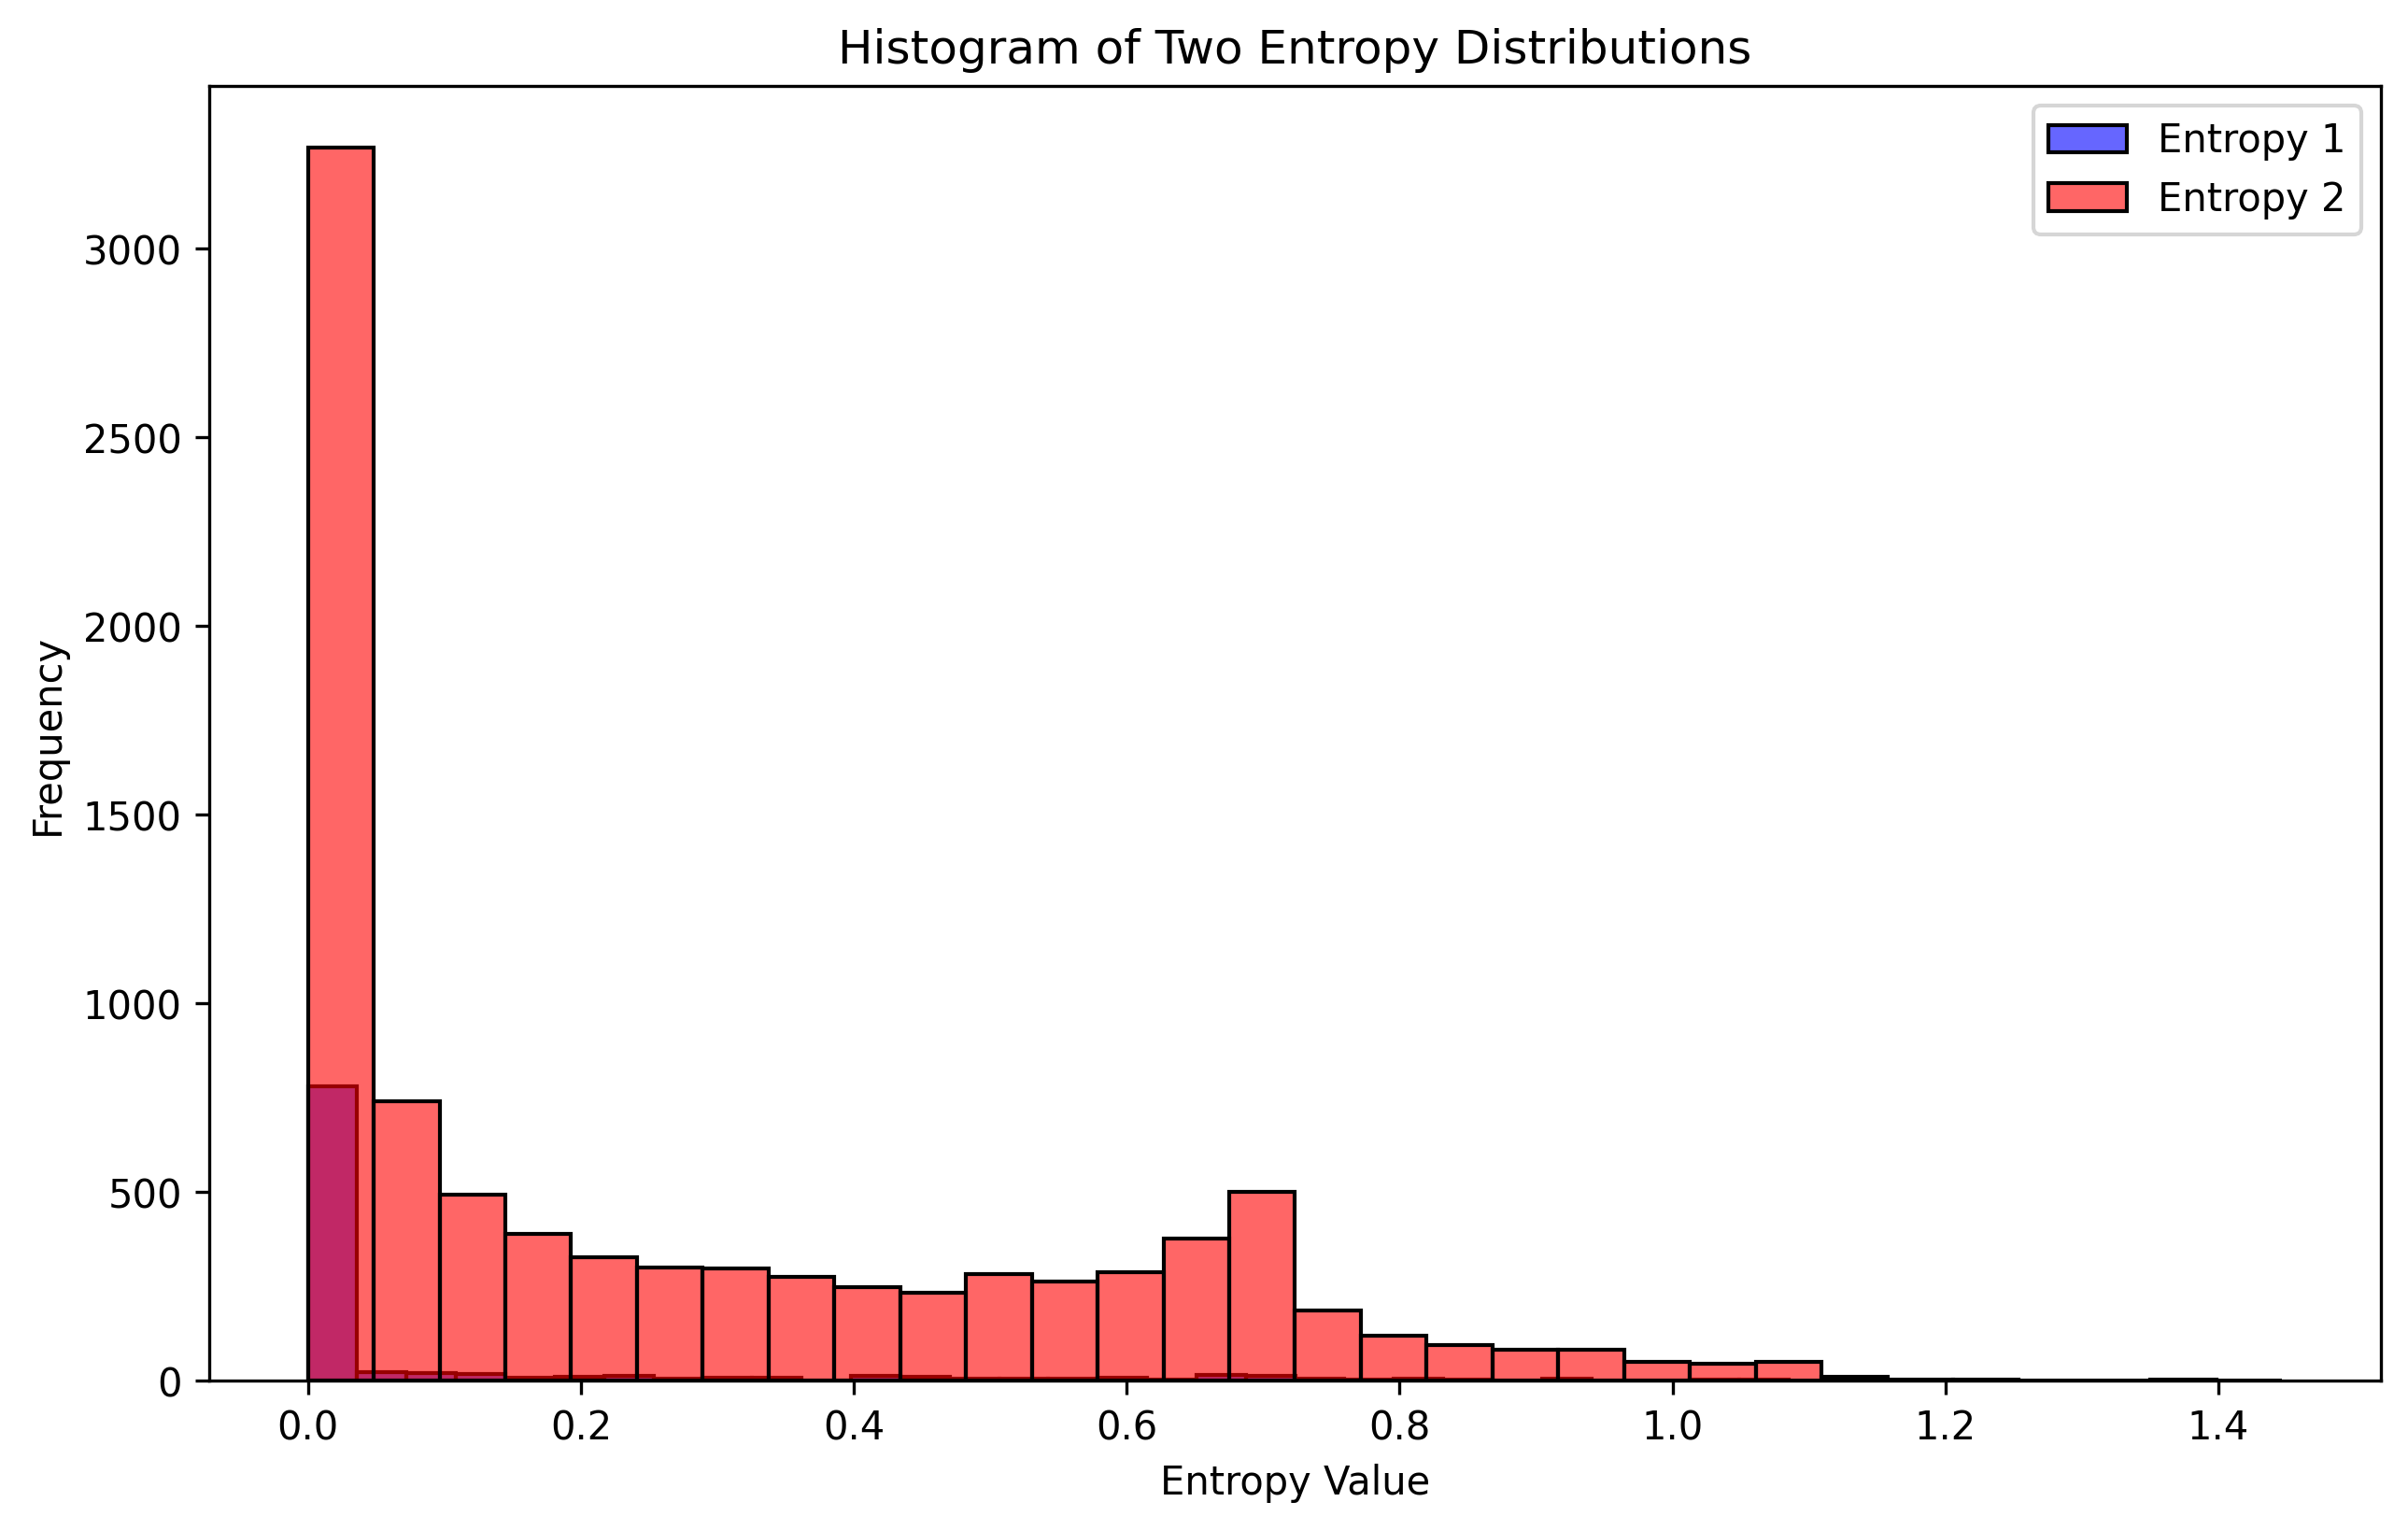 Histogram of Two Entropy Distributions
Entropy 1
Entropy 2
Frequency
3000
2500
2000
1500
1000
500
0
0.0 0.2 0.4 0.6 0.8 1.0 1.2 1.4
Entropy Value